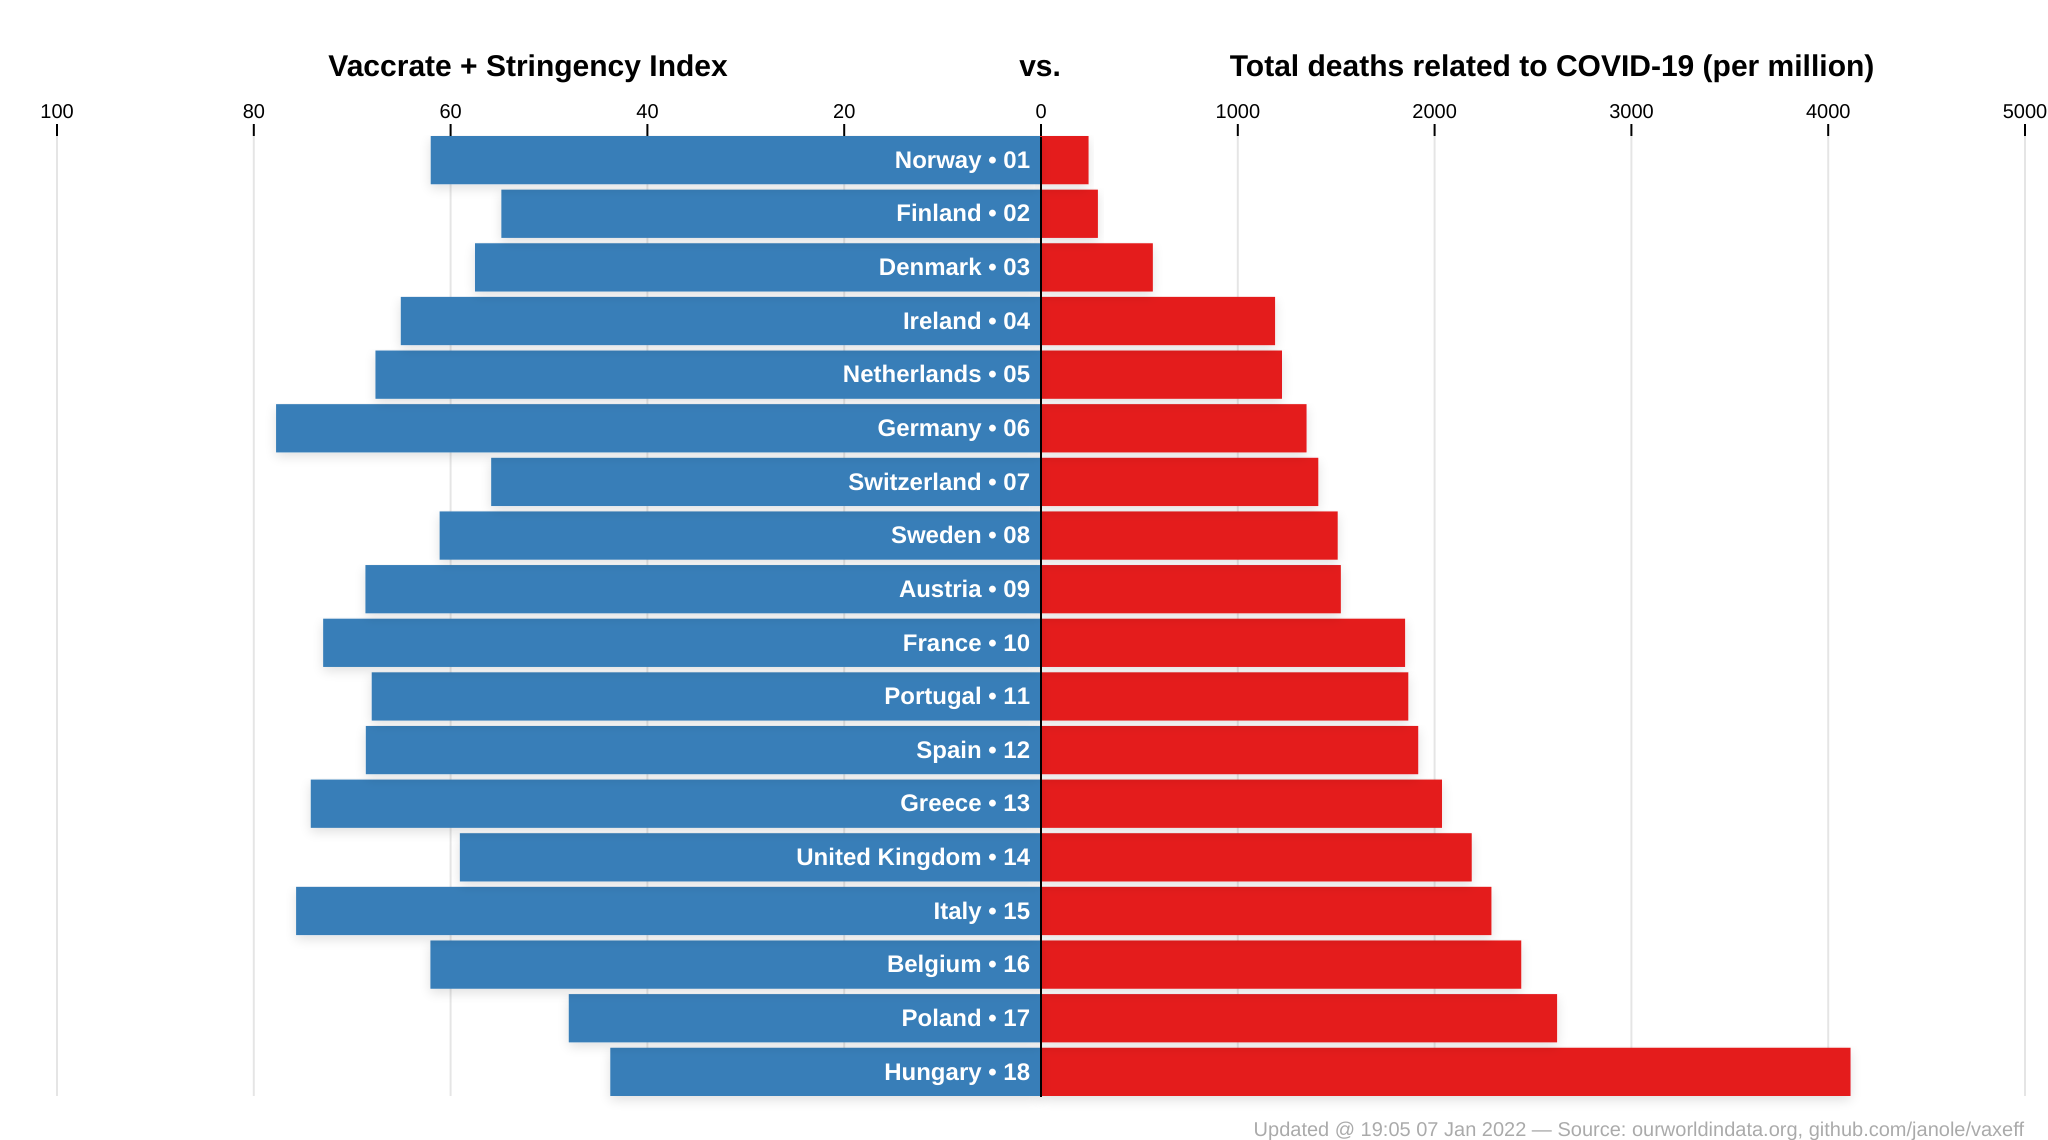 Vaccrate + Stringency Index vs. Total deaths related to COVID-19 (per million)
100 80 60 40 20 0 1000 2000 3000 4000 5000
Norway • 01
Finland • 02
Denmark • 03
Ireland • 04
Netherlands • 05
Germany • 06
Switzerland • 07
Sweden • 08
Austria • 09
France • 10
Portugal • 11
Spain • 12
Greece • 13
United Kingdom • 14
Italy • 15
Belgium • 16
Poland • 17
Hungary • 18
Updated @ 19:05 07 Jan 2022 — Source: ourworldindata.org, github.com/janole/vaxeff